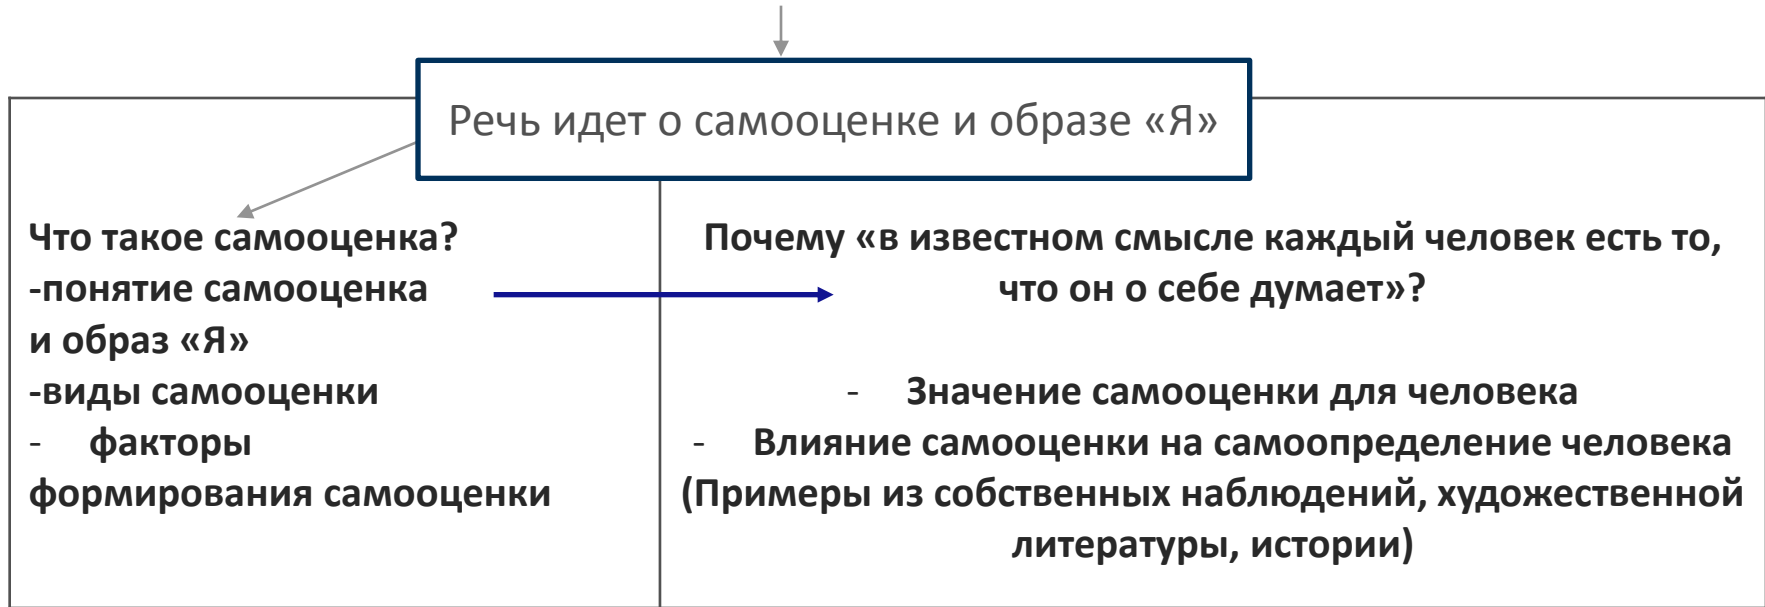 Речь идет о самооценке и образе «Я»
Что такое самооценка?
-понятие самооценка
и образ «Я»
-виды самооценки
- факторы
формирования самооценки
Почему «в известном смысле каждый человек есть то,
что он о себе думает»?
- Значение самооценки для человека
- Влияние самооценки на самоопределение человека
(Примеры из собственных наблюдений, художественной
литературы, истории)